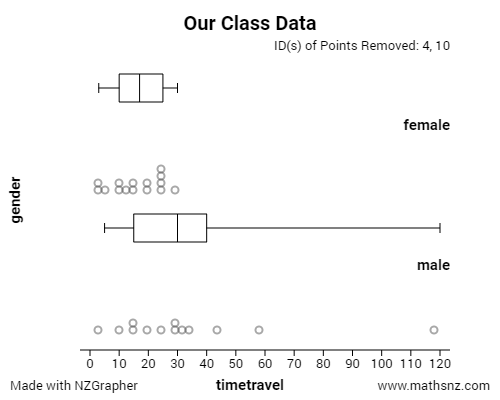 Our Class Data
ID(s) of Points Removed: 4, 10
female
gender
male
0 10 20 30 40 50 60 70 80 90 100 110 120
Made with NZGrapher timetravel www.mathsnz.com